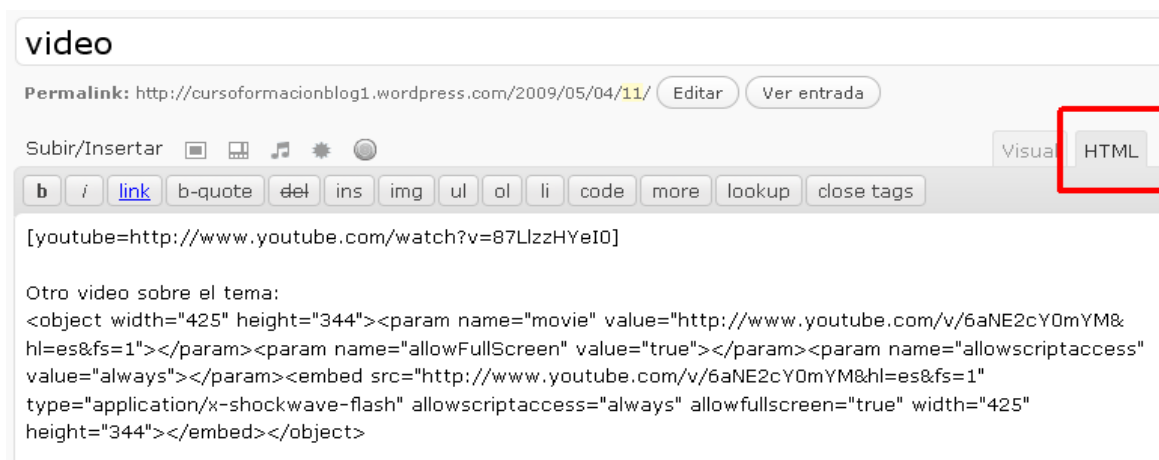 video
Permalink: http://cursoformacionblog1.wordpress.com/2009/05/04/11/ Editar Ver entrada
Subir/Insertar Visual HTML
b i link b-quote del ins img ul ol li code more lookup close tags
[youtube=http://www.youtube.com/watch?v=87LlzzHYeI0]
Otro video sobre el tema:
<object width="425" height="344"><param name="movie" value="http://www.youtube.com/v/6aNE2cY0mYM&
hl=es&fs=1"></param><param name="allowFullScreen" value="true"></param><param name="allowscriptaccess"
value="always"></param><embed src="http://www.youtube.com/v/6aNE2cY0mYM&hl=es&fs=1"
type="application/x-shockwave-flash" allowscriptaccess="always" allowfullscreen="true" width="425"
height="344"></embed></object>